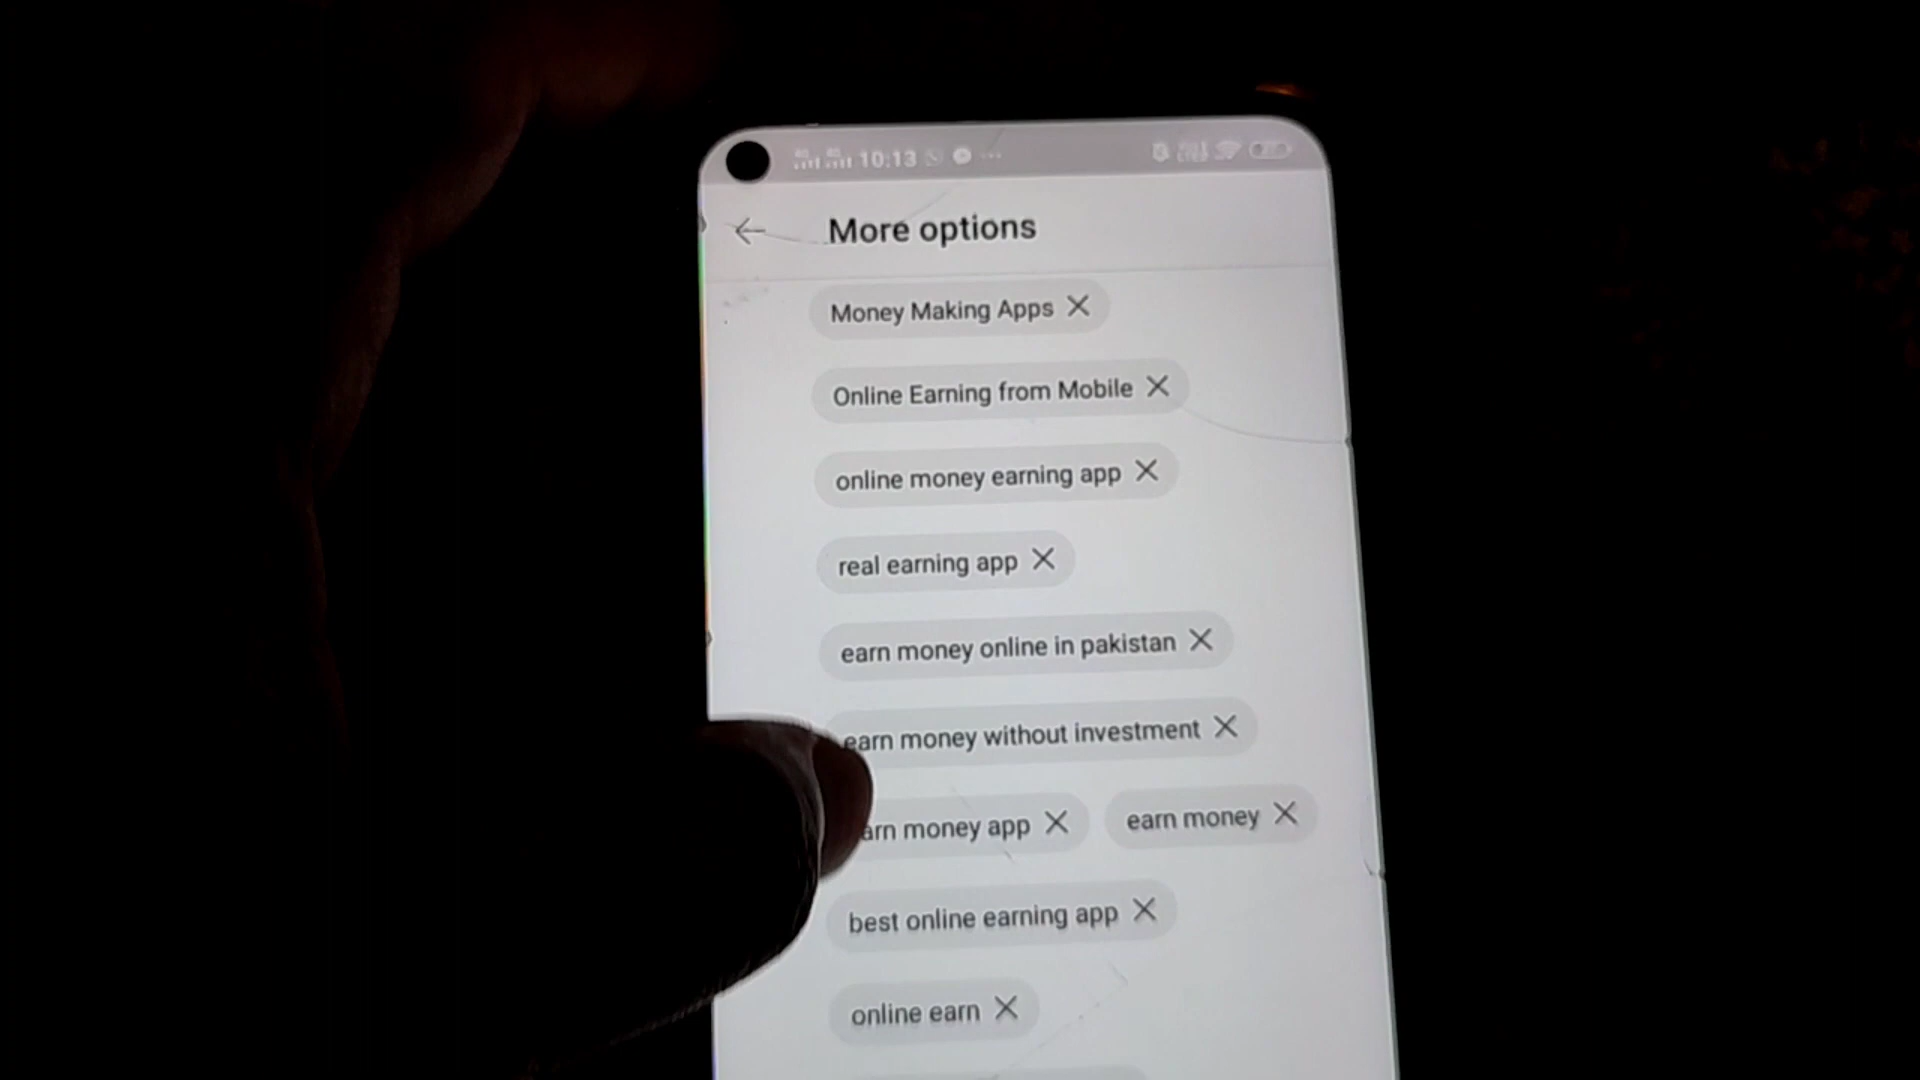 10:13
More options
Money Making Apps
Online Earning from Mobile
online money earning app
real earning app
earn money online in pakistan
earn money without investment
arn money app earn money
best online earning app
online earn